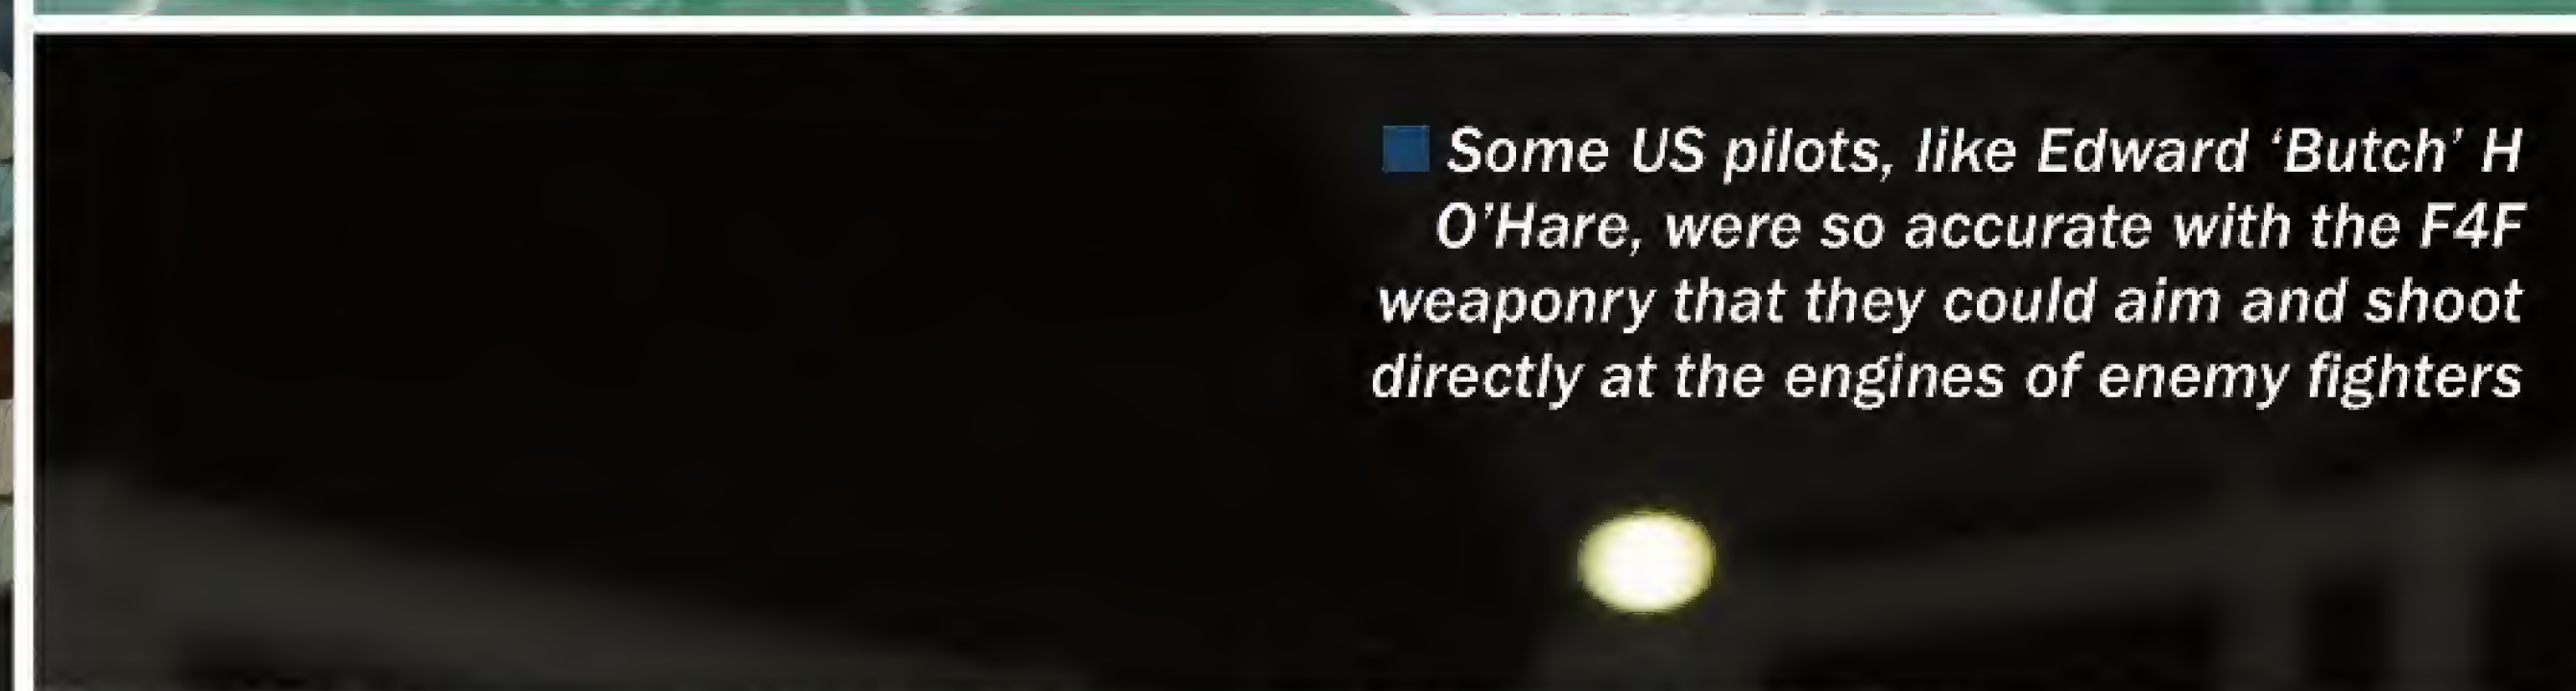 Some US pilots, like Edward ‘Butch’ H
O’Hare, were so accurate with the F4F
weaponry that they could aim and shoot
directly at the engines of enemy fighters